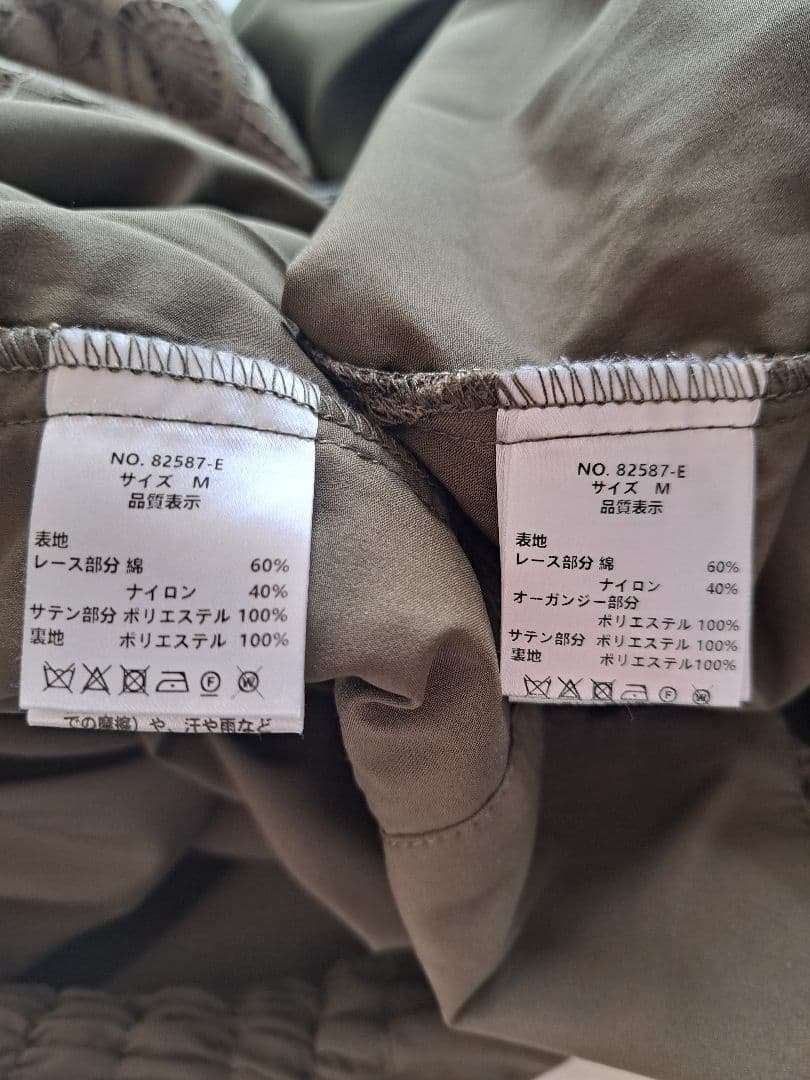 NO. 82587-E
サイズ M
品質表示
表地
レース部分 綿 60%
ナイロン 40%
サテン部分 ポリエステル 100%
裏地 ポリエステル 100%
F W
での摩擦）や、汗や雨など
NO. 82587-E
サイズ M
品質表示
表地
レース部分 綿 60%
ナイロン 40%
オーガンジー部分
ポリエステル 100%
サテン部分 ポリエステル 100%
裏地 ポリエステル100%
F W